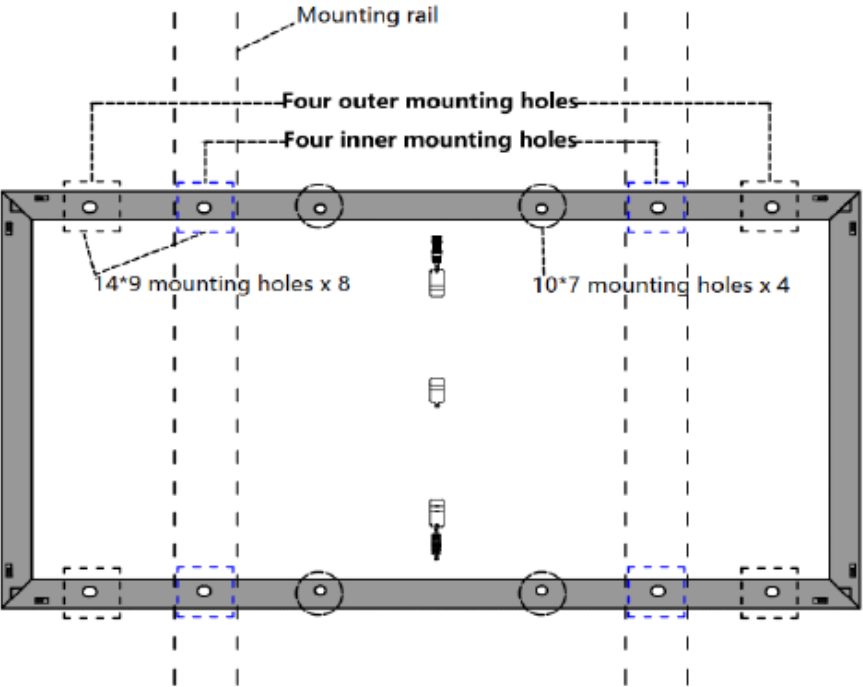 Mounting rail
Four outer mounting holes
Four inner mounting holes
14*9 mounting holes x 8
10*7 mounting holes x 4